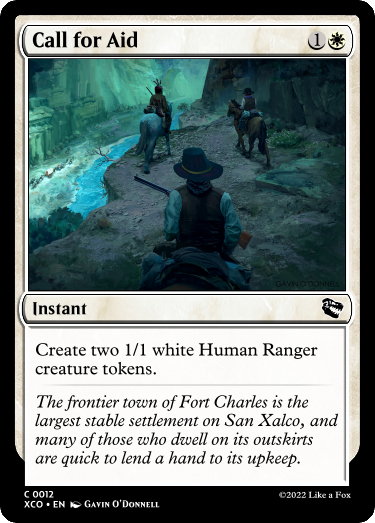 Call for Aid 1
GAVIN O'DONNELL
Instant
Create two 1/1 white Human Ranger
creature tokens.
The frontier town of Fort Charles is the
largest stable settlement on San Xalco, and
many of those who dwell on its outskirts
are quick to lend a hand to its upkeep.
C 0012
XCO • EN GAVIN O'DONNELL ©2022 Like a Fox